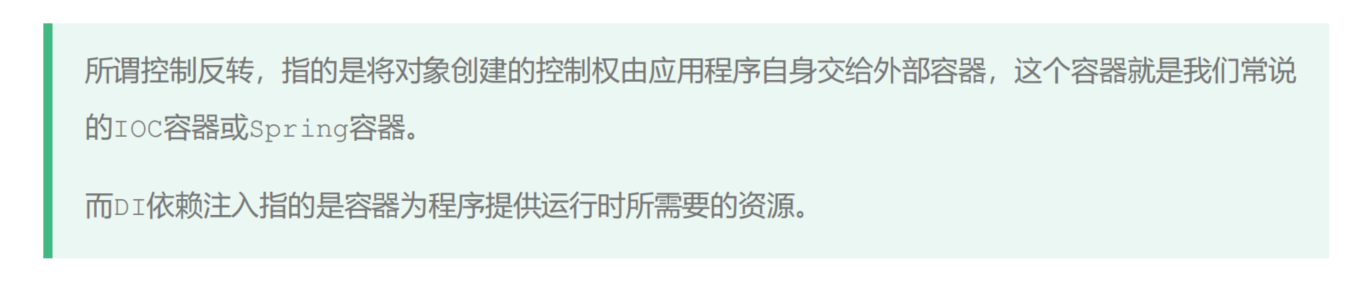 所谓控制反转，指的是将对象创建的控制权由应用程序自身交给外部容器，这个容器就是我们常说
的IOC容器或Spring容器。
而DI依赖注入指的是容器为程序提供运行时所需要的资源。